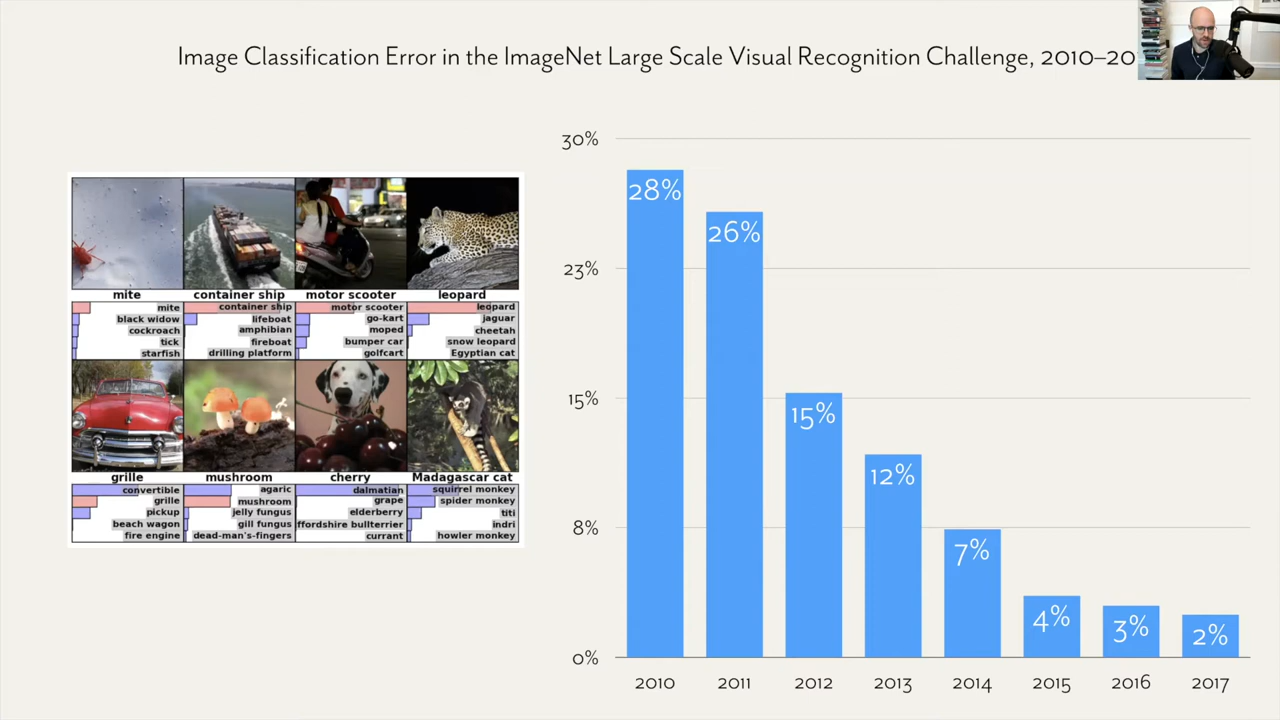 Image Classification Error in the ImageNet Large Scale Visual Recognition Challenge, 2010–20
mite
container ship
motor scooter
leopard
mite
black widow
cockroach
tick
starfish
container ship
lifeboat
amphibian
fireboat
drilling platform
motor scooter
go-kart
moped
bumper car
golfcart
leopard
jaguar
cheetah
snow leopard
Egyptian cat
grille
mushroom
cherry
Madagascar cat
convertible
grille
pickup
beach wagon
fire engine
agaric
mushroom
jelly fungus
gill fungus
dead-man's-fingers
dalmatian
grape
elderberry
ffordshire bullterrier
currant
squirrel monkey
spider monkey
titi
indri
howler monkey
30%
23%
15%
8%
0%
28%
26%
15%
12%
7%
4%
3%
2%
2010
2011
2012
2013
2014
2015
2016
2017